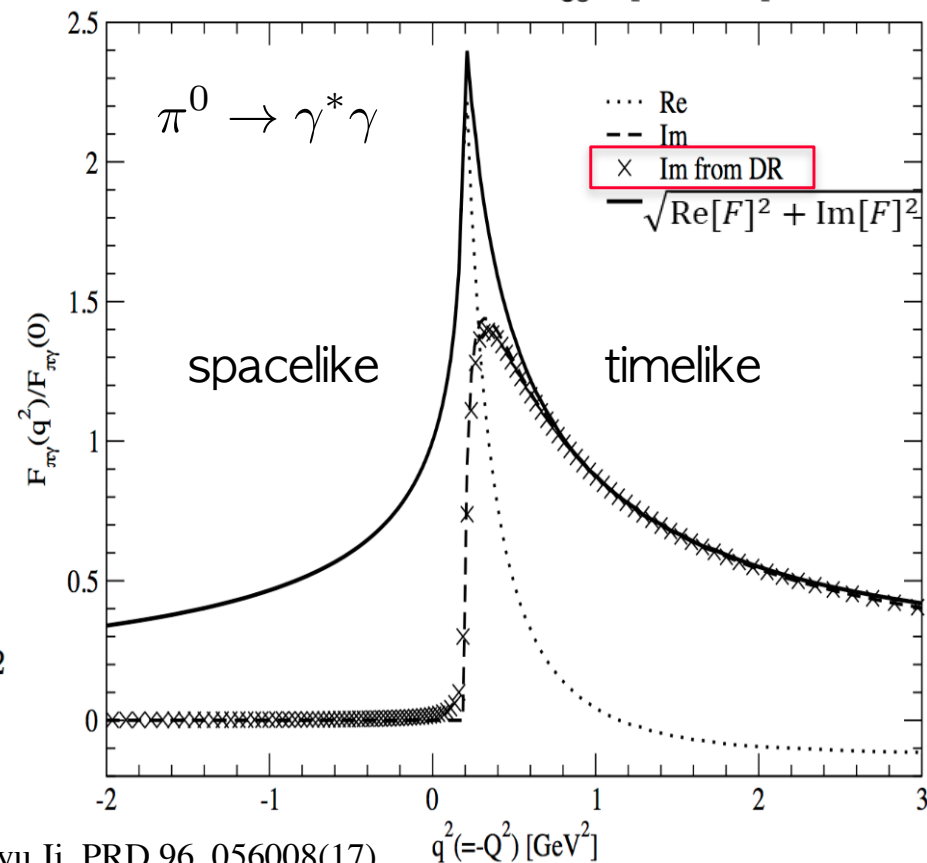 π⁰ → γ*γ
Re
Im
Im from DR
√Re[F]² + Im[F]²
spacelike
timelike
F_πγ(q²)/F_πγ(0)
2.5
2
1.5
1
0.5
0
-2 -1 0 1 2 3
q²(=-Q²) [GeV²]
2
Ji, PRD 96, 056008(17)